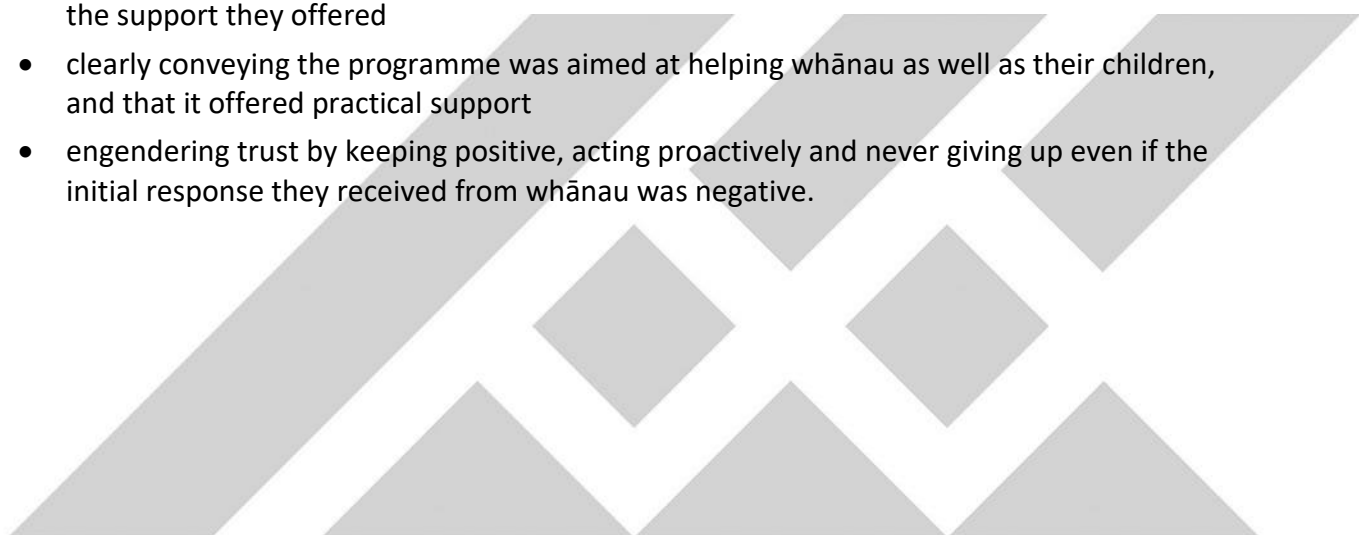 the support they offered
• clearly conveying the programme was aimed at helping whānau as well as their children,
and that it offered practical support
• engendering trust by keeping positive, acting proactively and never giving up even if the
initial response they received from whānau was negative.